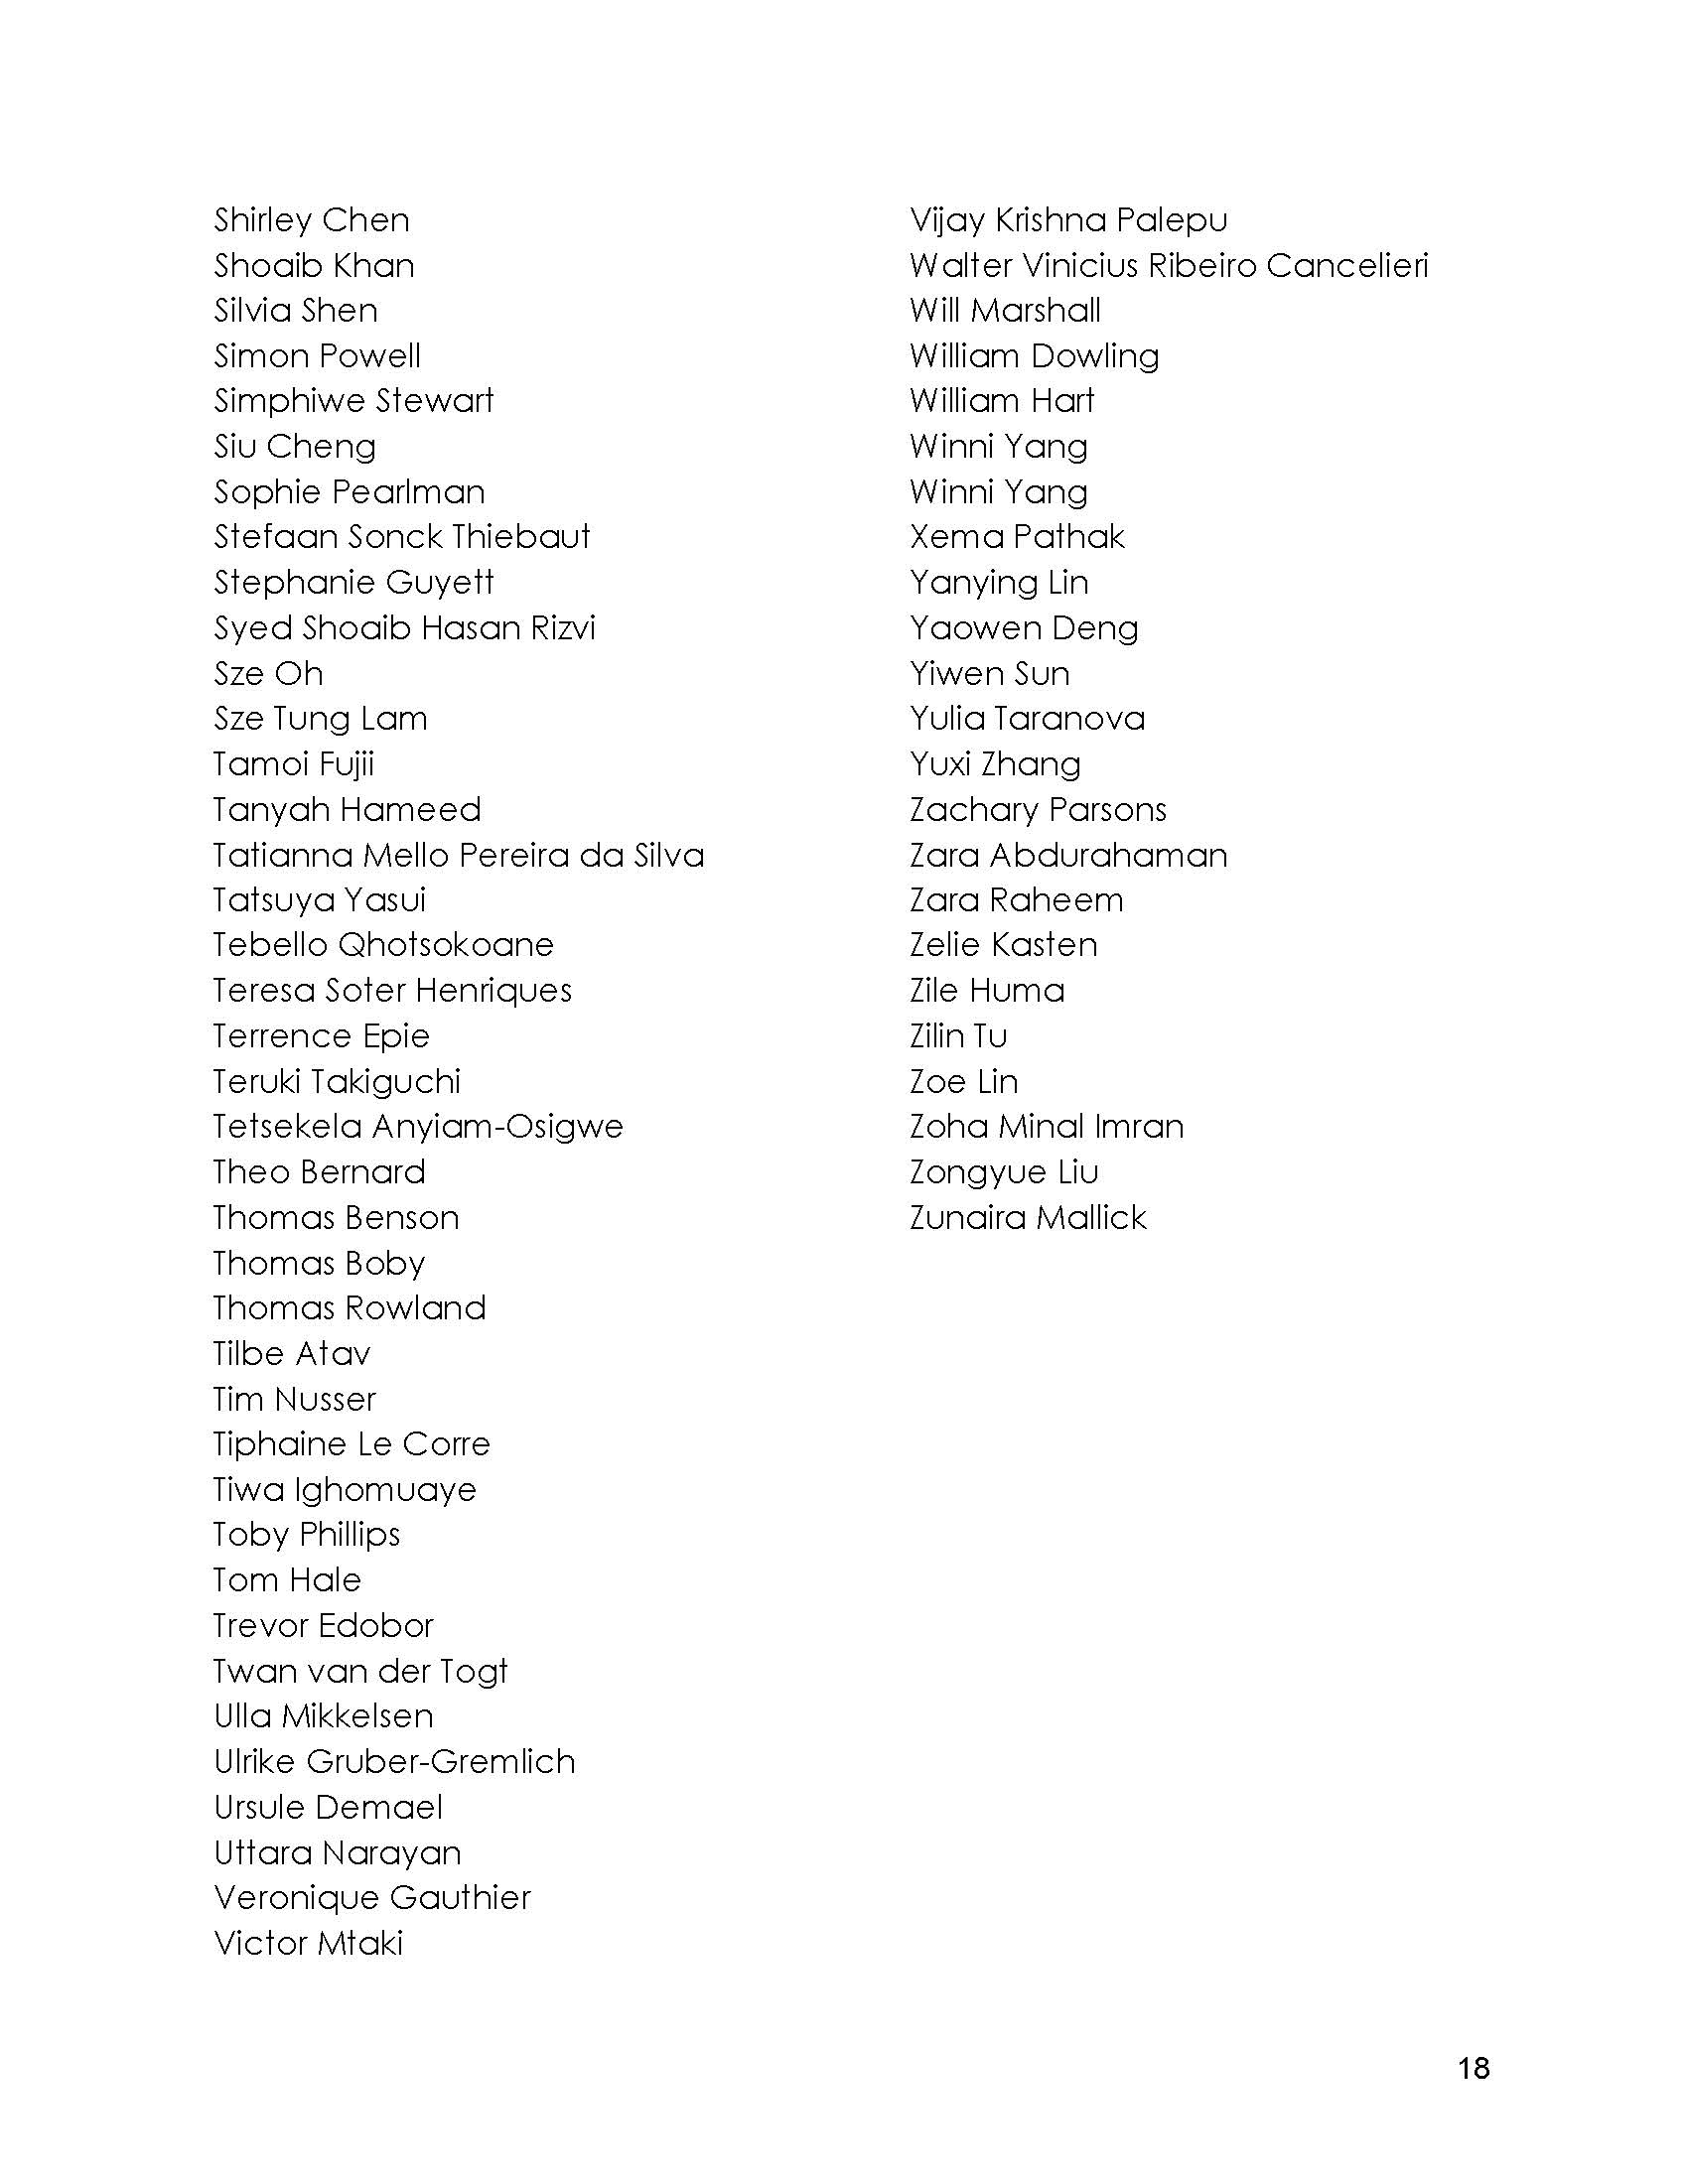 Shirley Chen
Shoaib Khan
Silvia Shen
Simon Powell
Simphiwe Stewart
Siu Cheng
Sophie Pearlman
Stefaan Sonck Thiebaut
Stephanie Guyett
Syed Shoaib Hasan Rizvi
Sze Oh
Sze Tung Lam
Tamoi Fujii
Tanyah Hameed
Tatianna Mello Pereira da Silva
Tatsuya Yasui
Tebello Qhotsokoane
Teresa Soter Henriques
Terrence Epie
Teruki Takiguchi
Tetsekela Anyiam-Osigwe
Theo Bernard
Thomas Benson
Thomas Boby
Thomas Rowland
Tilbe Atav
Tim Nusser
Tiphaine Le Corre
Tiwa Ighomuaye
Toby Phillips
Tom Hale
Trevor Edobor
Twan van der Togt
Ulla Mikkelsen
Ulrike Gruber-Gremlich
Ursule Demael
Uttara Narayan
Veronique Gauthier
Victor Mtaki
Vijay Krishna Palepu
Walter Vinicius Ribeiro Cancelieri
Will Marshall
William Dowling
William Hart
Winni Yang
Winni Yang
Xema Pathak
Yanying Lin
Yaowen Deng
Yiwen Sun
Yulia Taranova
Yuxi Zhang
Zachary Parsons
Zara Abdurahaman
Zara Raheem
Zelie Kasten
Zile Huma
Zilin Tu
Zoe Lin
Zoha Minal Imran
Zongyue Liu
Zunaira Mallick
18